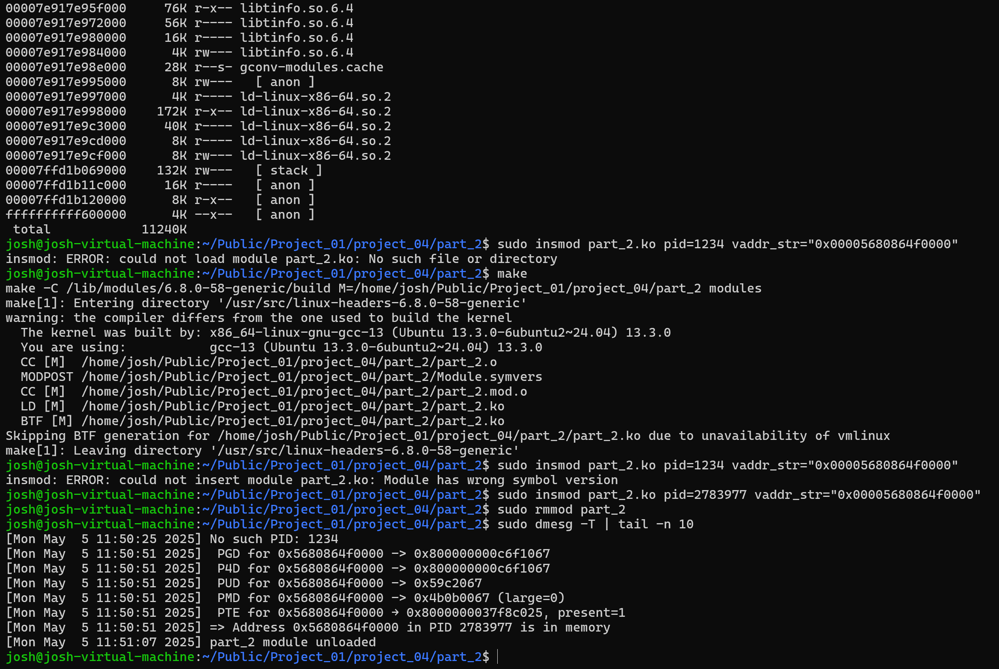 00007e917e95f000     76K r-x-- libtinfo.so.6.4
00007e917e972000     56K r---- libtinfo.so.6.4
00007e917e980000     16K r---- libtinfo.so.6.4
00007e917e984000      4K rw--- libtinfo.so.6.4
00007e917e98e000     28K r--s- gconv-modules.cache
00007e917e995000      8K rw---   [ anon ]
00007e917e997000      4K r---- ld-linux-x86-64.so.2
00007e917e998000    172K r-x-- ld-linux-x86-64.so.2
00007e917e9c3000     40K r---- ld-linux-x86-64.so.2
00007e917e9cd000      8K r---- ld-linux-x86-64.so.2
00007e917e9cf000      8K rw--- ld-linux-x86-64.so.2
00007ffd1b069000    132K rw---   [ stack ]
00007ffd1b11c000     16K r----   [ anon ]
00007ffd1b120000      8K r-x--   [ anon ]
ffffffffff600000      4K --x--   [ anon ]
 total            11240K
josh@josh-virtual-machine:~/Public/Project_01/project_04/part_2$ sudo insmod part_2.ko pid=1234 vaddr_str="0x00005680864f0000"
insmod: ERROR: could not load module part_2.ko: No such file or directory
josh@josh-virtual-machine:~/Public/Project_01/project_04/part_2$ make
make -C /lib/modules/6.8.0-58-generic/build M=/home/josh/Public/Project_01/project_04/part_2 modules
make[1]: Entering directory '/usr/src/linux-headers-6.8.0-58-generic'
warning: the compiler differs from the one used to build the kernel
  The kernel was built by: x86_64-linux-gnu-gcc-13 (Ubuntu 13.3.0-6ubuntu2~24.04) 13.3.0
  You are using:           gcc-13 (Ubuntu 13.3.0-6ubuntu2~24.04) 13.3.0
  CC [M]  /home/josh/Public/Project_01/project_04/part_2/part_2.o
  MODPOST /home/josh/Public/Project_01/project_04/part_2/Module.symvers
  CC [M]  /home/josh/Public/Project_01/project_04/part_2/part_2.mod.o
  LD [M]  /home/josh/Public/Project_01/project_04/part_2/part_2.ko
  BTF [M] /home/josh/Public/Project_01/project_04/part_2/part_2.ko
Skipping BTF generation for /home/josh/Public/Project_01/project_04/part_2/part_2.ko due to unavailability of vmlinux
make[1]: Leaving directory '/usr/src/linux-headers-6.8.0-58-generic'
josh@josh-virtual-machine:~/Public/Project_01/project_04/part_2$ sudo insmod part_2.ko pid=1234 vaddr_str="0x00005680864f0000"
insmod: ERROR: could not insert module part_2.ko: Module has wrong symbol version
josh@josh-virtual-machine:~/Public/Project_01/project_04/part_2$ sudo insmod part_2.ko pid=2783977 vaddr_str="0x00005680864f0000"
josh@josh-virtual-machine:~/Public/Project_01/project_04/part_2$ sudo rmmod part_2
josh@josh-virtual-machine:~/Public/Project_01/project_04/part_2$ sudo dmesg -T | tail -n 10
[Mon May  5 11:50:25 2025] No such PID: 1234
[Mon May  5 11:50:51 2025]  PGD for 0x5680864f0000 -> 0x800000000c6f1067
[Mon May  5 11:50:51 2025]  P4D for 0x5680864f0000 -> 0x800000000c6f1067
[Mon May  5 11:50:51 2025]  PUD for 0x5680864f0000 -> 0x59c2067
[Mon May  5 11:50:51 2025]  PMD for 0x5680864f0000 -> 0x4b0b0067 (large=0)
[Mon May  5 11:50:51 2025]  PTE for 0x5680864f0000 → 0x8000000037f8c025, present=1
[Mon May  5 11:50:51 2025] => Address 0x5680864f0000 in PID 2783977 is in memory
[Mon May  5 11:51:07 2025] part_2 module unloaded
josh@josh-virtual-machine:~/Public/Project_01/project_04/part_2$